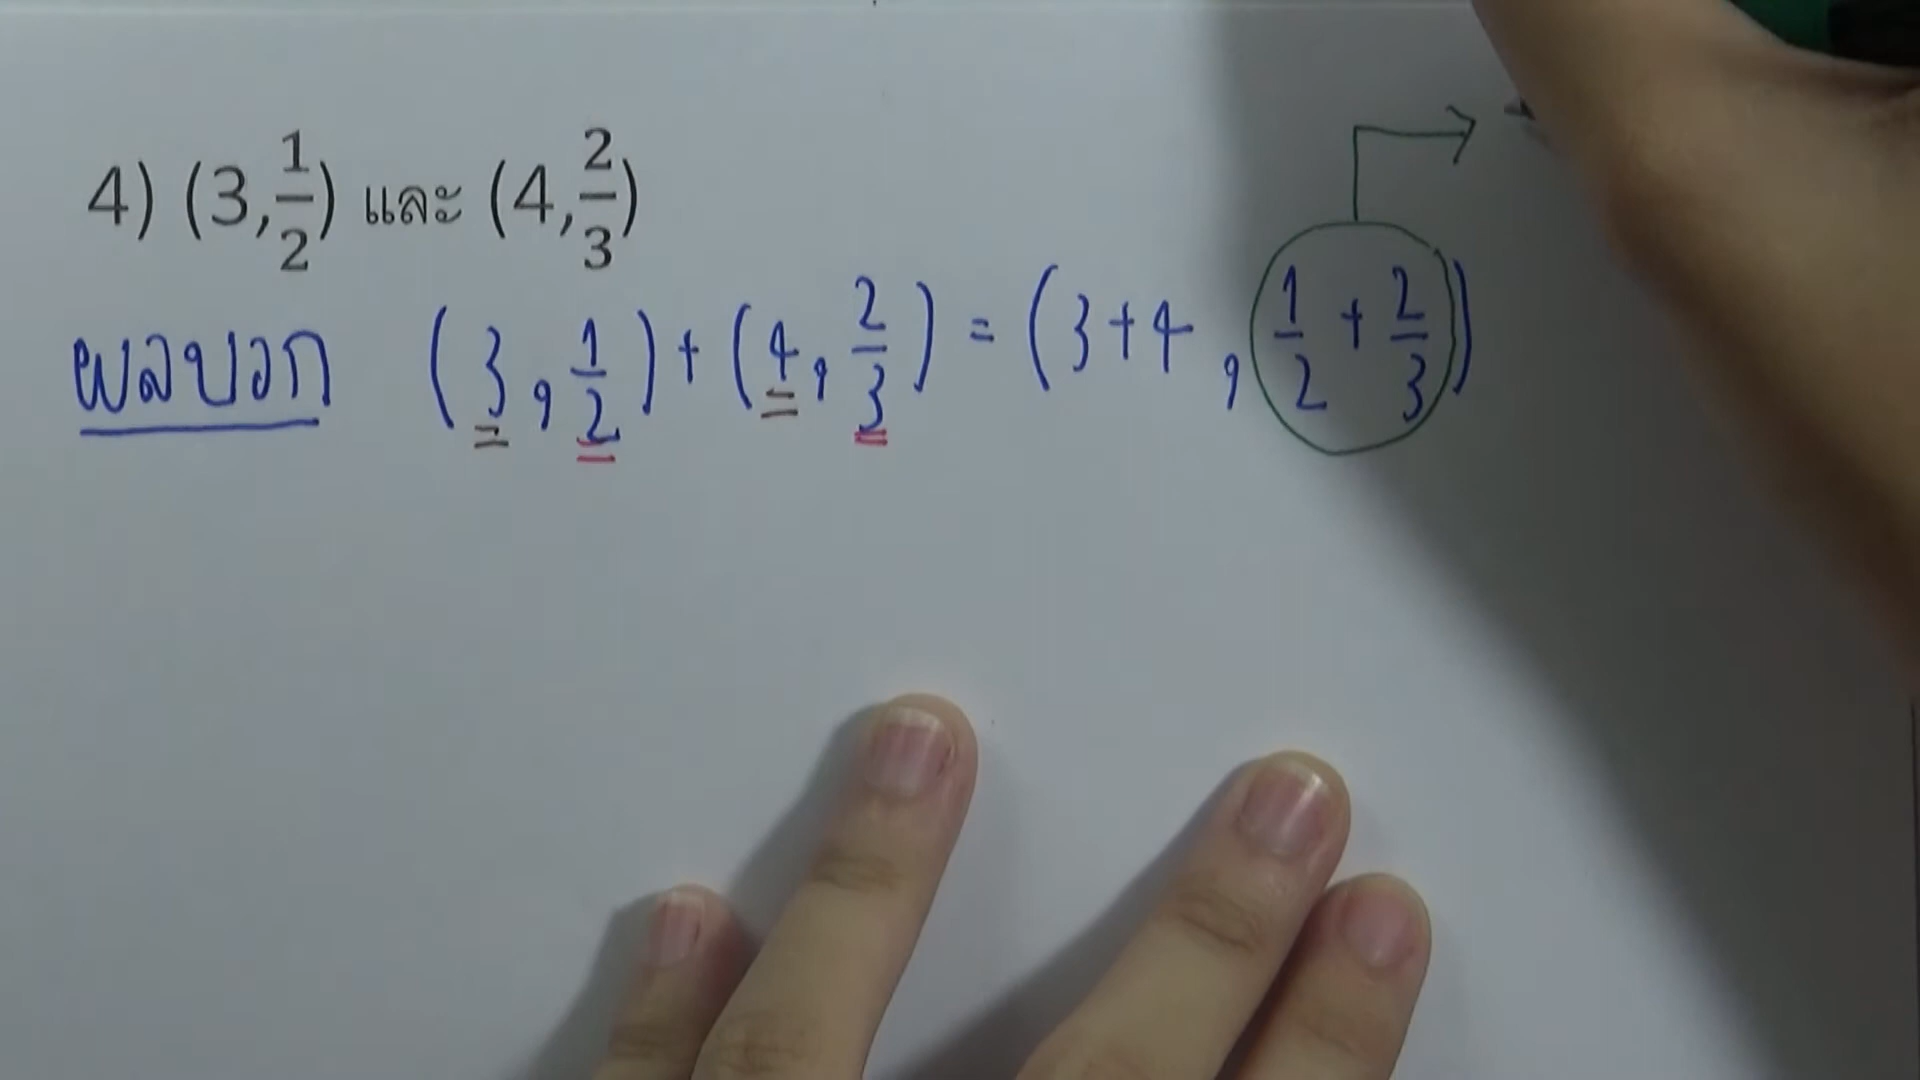 4) (3, 1/2) และ (4, 2/3)
ผลบวก (3, 1/2) + (4, 2/3) = (3+4, 1/2 + 2/3)